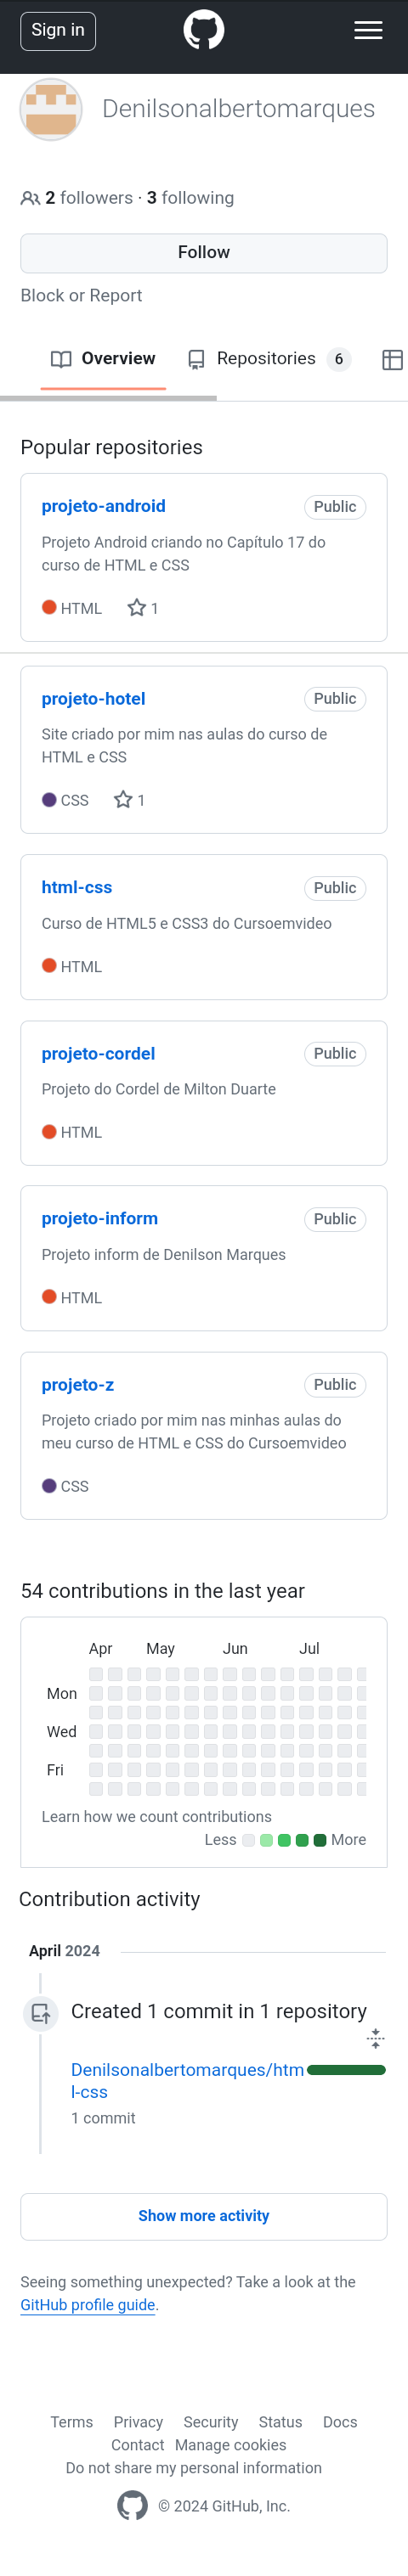 Sign in
Denilsonalbertomarques
2 followers · 3 following
Follow
Block or Report
Overview Repositories 6
Popular repositories
projeto-android Public
Projeto Android criando no Capítulo 17 do
curso de HTML e CSS
HTML 1
projeto-hotel Public
Site criado por mim nas aulas do curso de
HTML e CSS
CSS 1
html-css Public
Curso de HTML5 e CSS3 do Cursoemvideo
HTML
projeto-cordel Public
Projeto do Cordel de Milton Duarte
HTML
projeto-inform Public
Projeto inform de Denilson Marques
HTML
projeto-z Public
Projeto criado por mim nas minhas aulas do
meu curso de HTML e CSS do Cursoemvideo
CSS
54 contributions in the last year
Apr May Jun Jul
Mon
Wed
Fri
Learn how we count contributions
Less More
Contribution activity
April 2024
Created 1 commit in 1 repository
Denilsonalbertomarques/htm
l-css
1 commit
Show more activity
Seeing something unexpected? Take a look at the
GitHub profile guide.
Terms Privacy Security Status Docs
Contact Manage cookies
Do not share my personal information
© 2024 GitHub, Inc.